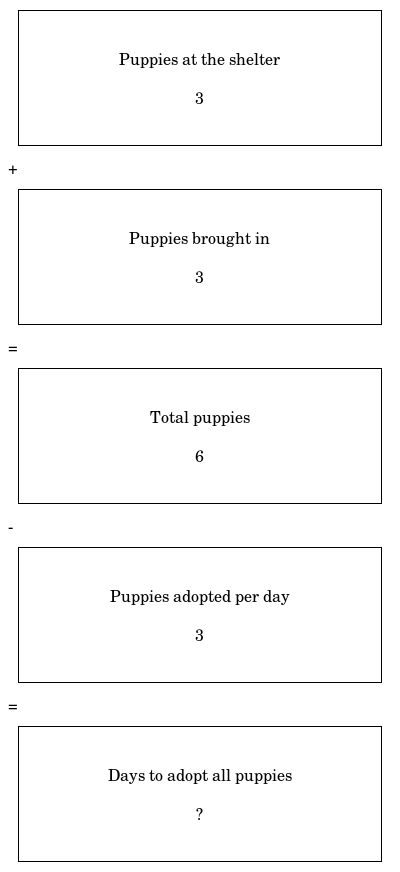 Puppies at the shelter
3
+
Puppies brought in
3
=
Total puppies
6
-
Puppies adopted per day
3
=
Days to adopt all puppies
?